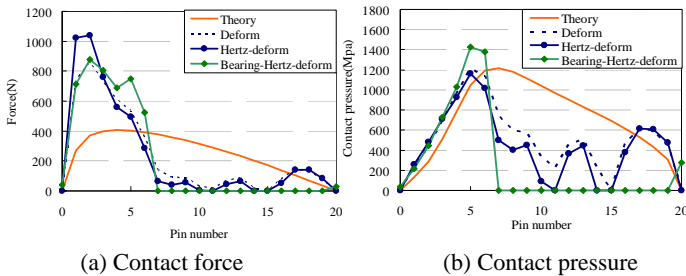 1200
1000
800
600
400
200
0
Force(N)
0 5 10 15 20
Pin number
Theory
Deform
Hertz-deform
Bearing-Hertz-deform
(a) Contact force
1800
1600
1400
1200
1000
800
600
400
200
0
Contact pressure(Mpa)
0 5 10 15 20
Pin number
Theory
Deform
Hertz-deform
Bearing-Hertz-deform
(b) Contact pressure